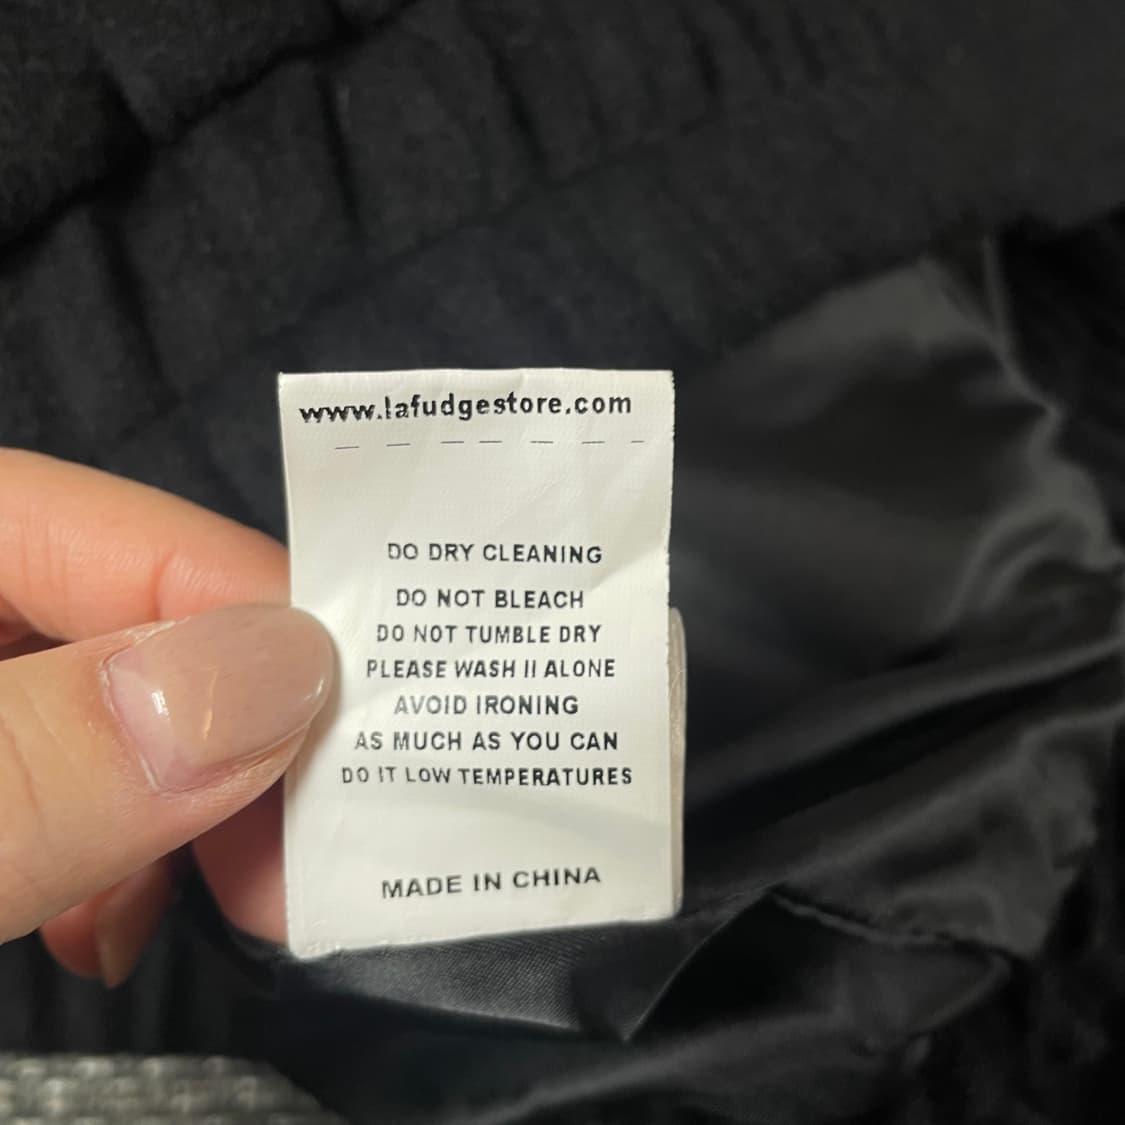 www.lafudgestore.com
DO DRY CLEANING
DO NOT BLEACH
DO NOT TUMBLE DRY
PLEASE WASH II ALONE
AVOID IRONING
AS MUCH AS YOU CAN
DO IT LOW TEMPERATURES
MADE IN CHINA